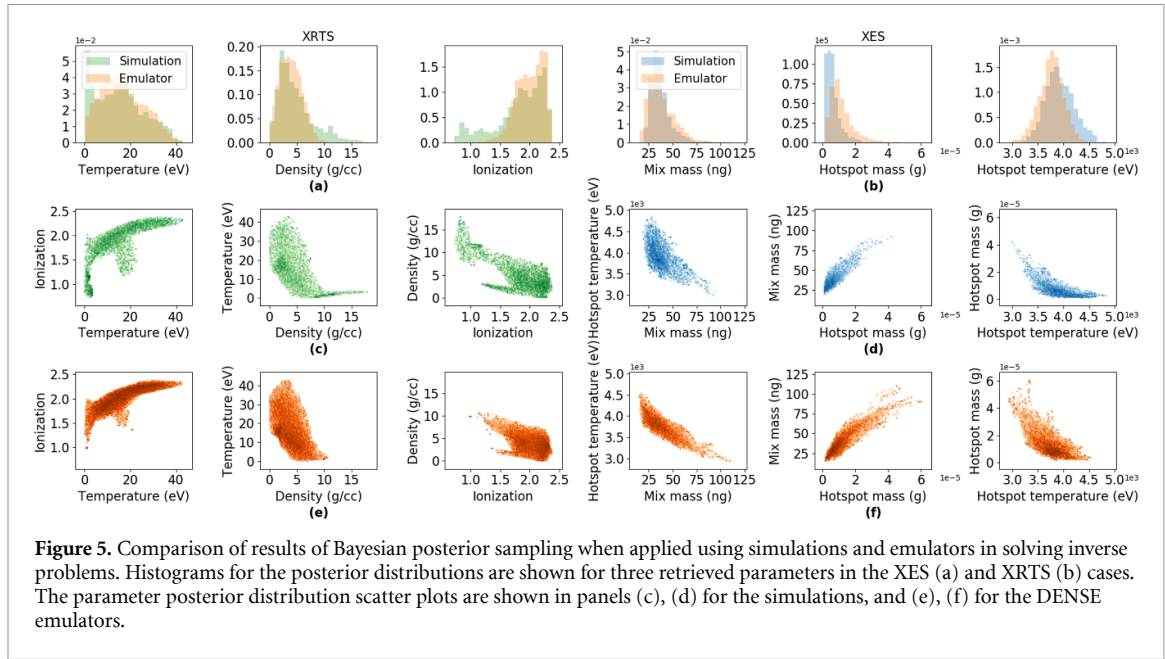 XRTS
XES
1e−2
Simulation
Emulator
5
4
3
2
1
0
0 20 40
Temperature (eV)
0.20
0.15
0.10
0.05
0.00
0 5 10 15
Density (g/cc)
(a)
1.5
1.0
0.5
0.0
1.0 1.5 2.0 2.5
Ionization
1e−2
Simulation
Emulator
5
4
3
2
1
0
25 50 75 100 125
Mix mass (ng)
1e5
1.00
0.75
0.50
0.25
0.00
0 2 4 6
1e−5
Hotspot mass (g)
(b)
1e−3
1.5
1.0
0.5
0.0
3.0 3.5 4.0 4.5 5.0
1e3
Hotspot temperature (eV)
Ionization
2.5
2.0
1.5
1.0
0 20 40
Temperature (eV)
Temperature (eV)
40
30
20
10
0
0 5 10 15
Density (g/cc)
(c)
Density (g/cc)
15
10
5
0
1.0 1.5 2.0 2.5
Ionization
Hotspot temperature (eV)
1e3
5.0
4.5
4.0
3.5
3.0
25 50 75 100 125
Mix mass (ng)
Mix mass (ng)
125
100
75
50
25
0 2 4 6
1e−5
Hotspot mass (g)
(d)
Hotspot mass (g)
1e−5
6
4
2
0
3.0 3.5 4.0 4.5 5.0
1e3
Hotspot temperature (eV)
Ionization
2.5
2.0
1.5
1.0
0 20 40
Temperature (eV)
Temperature (eV)
40
30
20
10
0
0 5 10 15
Density (g/cc)
(e)
Density (g/cc)
15
10
5
0
1.0 1.5 2.0 2.5
Ionization
Hotspot temperature (eV)
1e3
5.0
4.5
4.0
3.5
3.0
25 50 75 100 125
Mix mass (ng)
Mix mass (ng)
125
100
75
50
25
0 2 4 6
1e−5
Hotspot mass (g)
(f)
Hotspot mass (g)
1e−5
6
4
2
0
3.0 3.5 4.0 4.5 5.0
1e3
Hotspot temperature (eV)
Figure 5. Comparison of results of Bayesian posterior sampling when applied using simulations and emulators in solving inverse
problems. Histograms for the posterior distributions are shown for three retrieved parameters in the XES (a) and XRTS (b) cases.
The parameter posterior distribution scatter plots are shown in panels (c), (d) for the simulations, and (e), (f) for the DENSE
emulators.